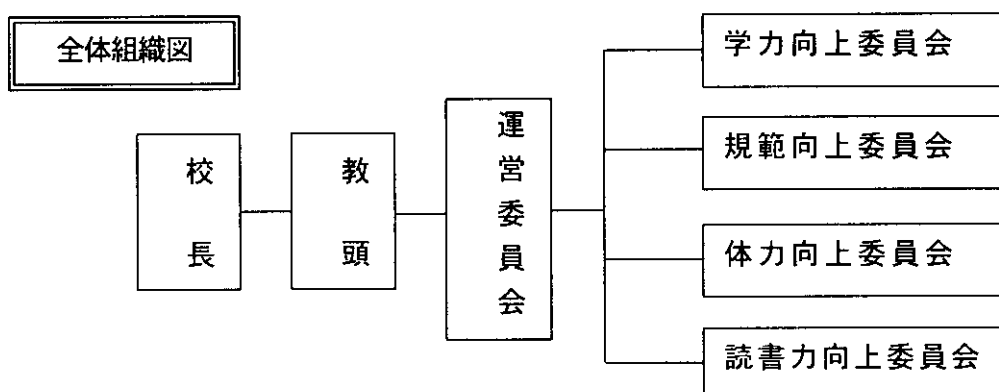 全体組織図
校長
教頭
運営委員会
学力向上委員会
規範向上委員会
体力向上委員会
読書力向上委員会